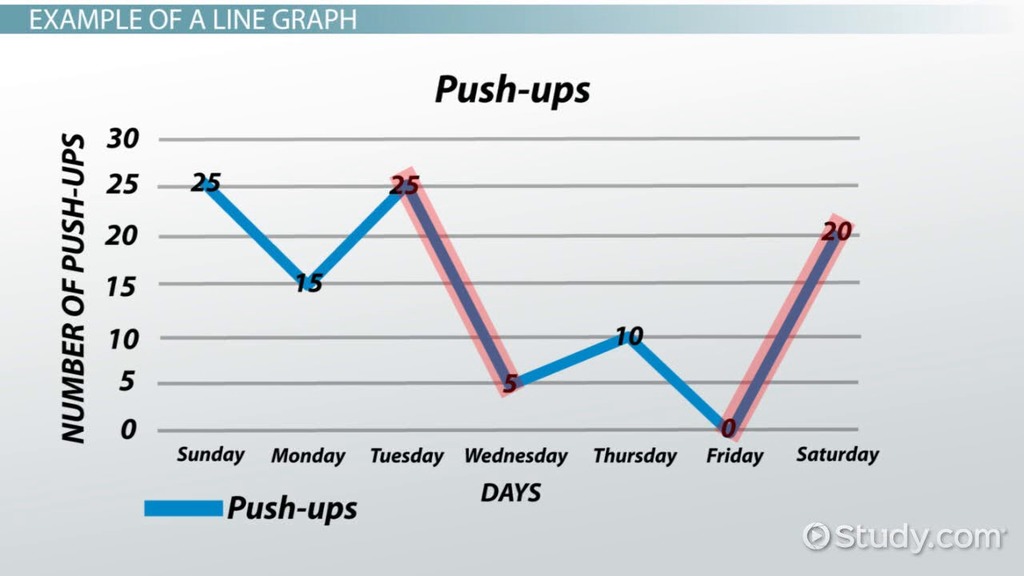 EXAMPLE OF A LINE GRAPH
Push-ups
NUMBER OF PUSH-UPS
30
25
20
15
10
5
0
25
15
25
5
10
0
20
Sunday Monday Tuesday Wednesday Thursday Friday Saturday
DAYS
Push-ups
Study.com